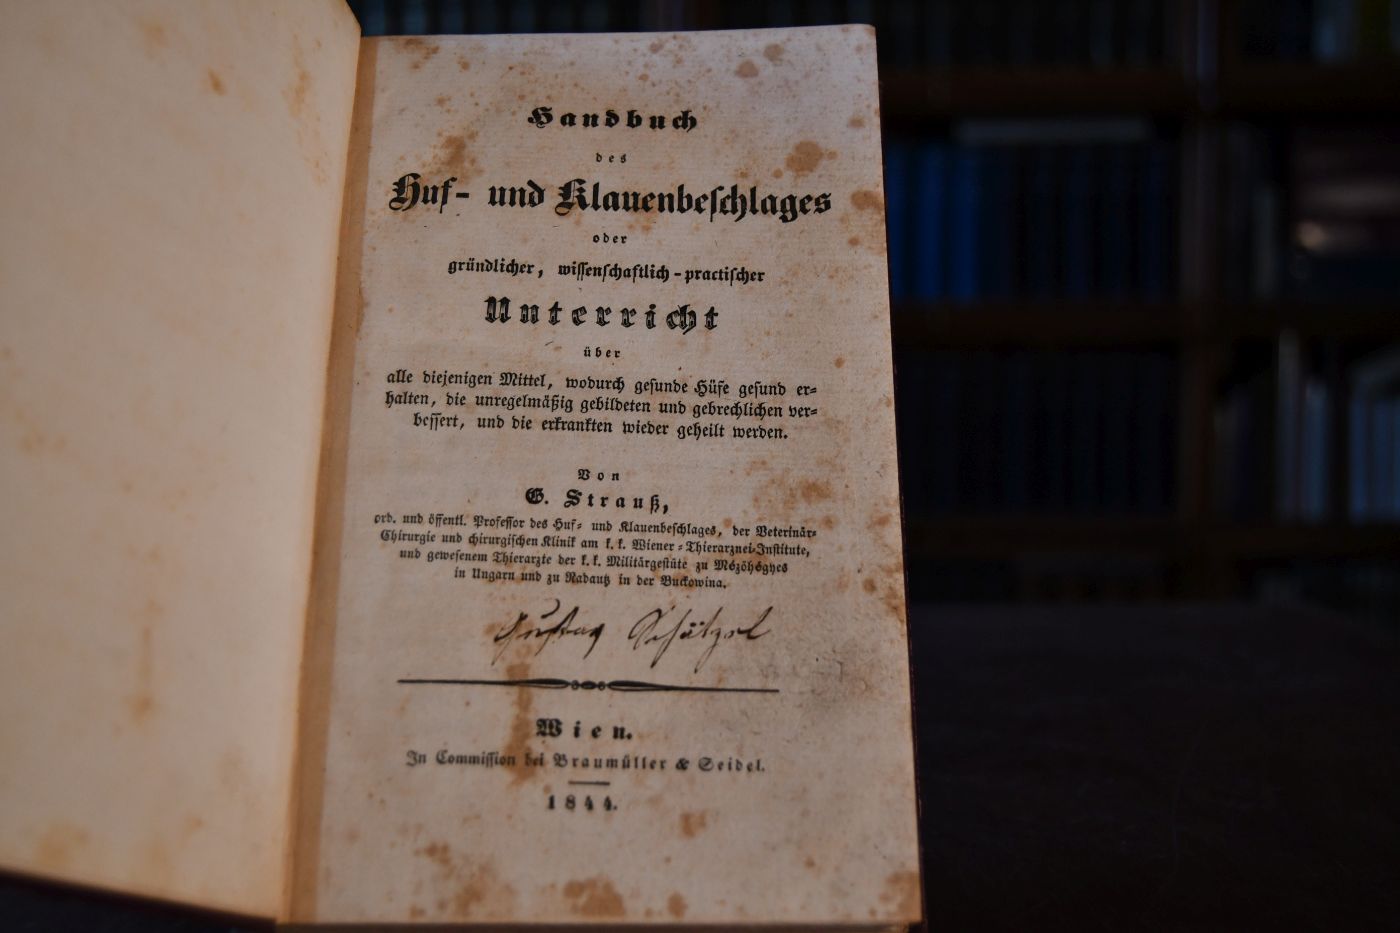 Handbuch
des
Huf- und Klauenbeſchlages
oder
gründlicher, wiſſenſchaftlich-practiſcher
Unterricht
über
alle diejenigen Mittel, wodurch geſunde Hüfe geſund er⸗
halten, die unregelmäßig gebildeten und gebrechlichen ver⸗
beſſert, und die erkrankten wieder geheilt werden.
Von
G. Strauß,
ord. und öffentl. Profeſſor des Huf⸗ und Klauenbeſchlages, der Veterinär⸗
Chirurgie und chirurgiſchen Klinik am k. k. Wiener⸗Thierarznei⸗Inſtitute,
und geweſenem Thierarzte der k. k. Militärgeſtüte zu Mézöhégyes
in Ungarn und zu Radautz in der Buckowina.
Gustav Schätzel
Wien.
In Commiſſion bei Braumüller & Seidel.
1844.